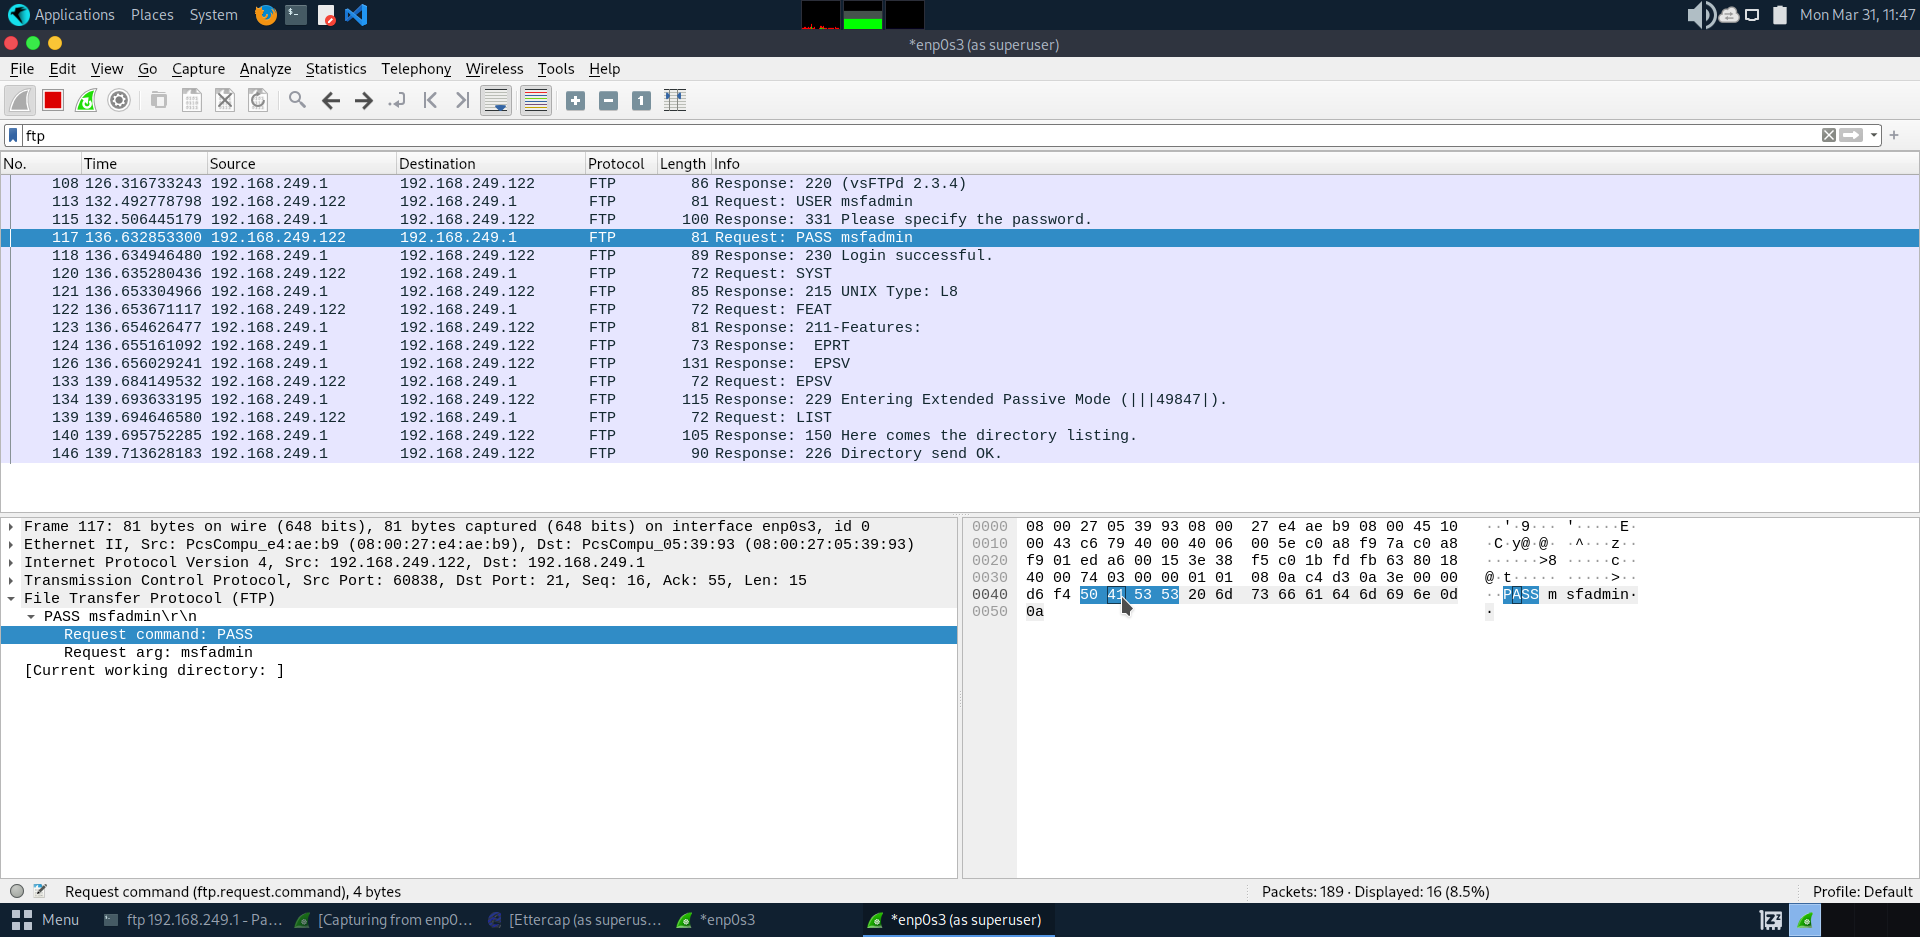 Applications Places System Mon Mar 31, 11:47
*enp0s3 (as superuser)
File Edit View Go Capture Analyze Statistics Telephony Wireless Tools Help
ftp
No. Time Source Destination Protocol Length Info
108 126.316733243 192.168.249.1 192.168.249.122 FTP 86 Response: 220 (vsFTPd 2.3.4)
113 132.492778798 192.168.249.122 192.168.249.1 FTP 81 Request: USER msfadmin
115 132.506445179 192.168.249.1 192.168.249.122 FTP 100 Response: 331 Please specify the password.
117 136.632853300 192.168.249.122 192.168.249.1 FTP 81 Request: PASS msfadmin
118 136.634946480 192.168.249.1 192.168.249.122 FTP 89 Response: 230 Login successful.
120 136.635280436 192.168.249.122 192.168.249.1 FTP 72 Request: SYST
121 136.653304966 192.168.249.1 192.168.249.122 FTP 85 Response: 215 UNIX Type: L8
122 136.653671117 192.168.249.122 192.168.249.1 FTP 72 Request: FEAT
123 136.654626477 192.168.249.1 192.168.249.122 FTP 81 Response: 211-Features:
124 136.655161092 192.168.249.1 192.168.249.122 FTP 73 Response:  EPRT
126 136.656029241 192.168.249.1 192.168.249.122 FTP 131 Response:  EPSV
133 139.684149532 192.168.249.122 192.168.249.1 FTP 72 Request: EPSV
134 139.693633195 192.168.249.1 192.168.249.122 FTP 115 Response: 229 Entering Extended Passive Mode (|||49847|).
139 139.694646580 192.168.249.122 192.168.249.1 FTP 72 Request: LIST
140 139.695752285 192.168.249.1 192.168.249.122 FTP 105 Response: 150 Here comes the directory listing.
146 139.713628183 192.168.249.1 192.168.249.122 FTP 90 Response: 226 Directory send OK.
Frame 117: 81 bytes on wire (648 bits), 81 bytes captured (648 bits) on interface enp0s3, id 0
Ethernet II, Src: PcsCompu_e4:ae:b9 (08:00:27:e4:ae:b9), Dst: PcsCompu_05:39:93 (08:00:27:05:39:93)
Internet Protocol Version 4, Src: 192.168.249.122, Dst: 192.168.249.1
Transmission Control Protocol, Src Port: 60838, Dst Port: 21, Seq: 16, Ack: 55, Len: 15
File Transfer Protocol (FTP)
PASS msfadmin\r\n
Request command: PASS
Request arg: msfadmin
[Current working directory: ]
0000 08 00 27 05 39 93 08 00 27 e4 ae b9 08 00 45 10 ··'·9··· '·····E·
0010 00 43 c6 79 40 00 40 06 00 5e c0 a8 f9 7a c0 a8 ·C·y@·@· ·^···z··
0020 f9 01 ed a6 00 15 3e 38 f5 c0 1b fd fb 63 80 18 ······>8 ·····c··
0030 40 00 74 03 00 00 01 01 08 0a c4 d3 0a 3e 00 00 @·t····· ·····>··
0040 d6 f4 50 41 53 53 20 6d 73 66 61 64 6d 69 6e 0d ··PASS m sfadmin·
0050 0a ·
Request command (ftp.request.command), 4 bytes Packets: 189 · Displayed: 16 (8.5%) Profile: Default
Menu ftp 192.168.249.1 - Pa... [Capturing from enp0... [Ettercap (as superus... *enp0s3 *enp0s3 (as superuser)